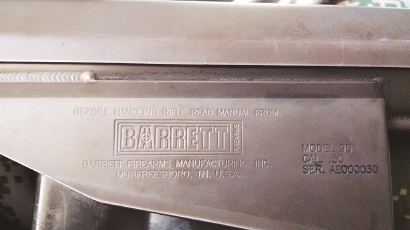 BEFORE HANDLING RIFLE READ MANUAL FROM:
BARRETT
FIREARMS
BARRETT FIREARMS MANUFACTURING, INC.
MURFREESBORO, TN. U.S.A.
MODEL 95
CAL. .50
SER. AE000030